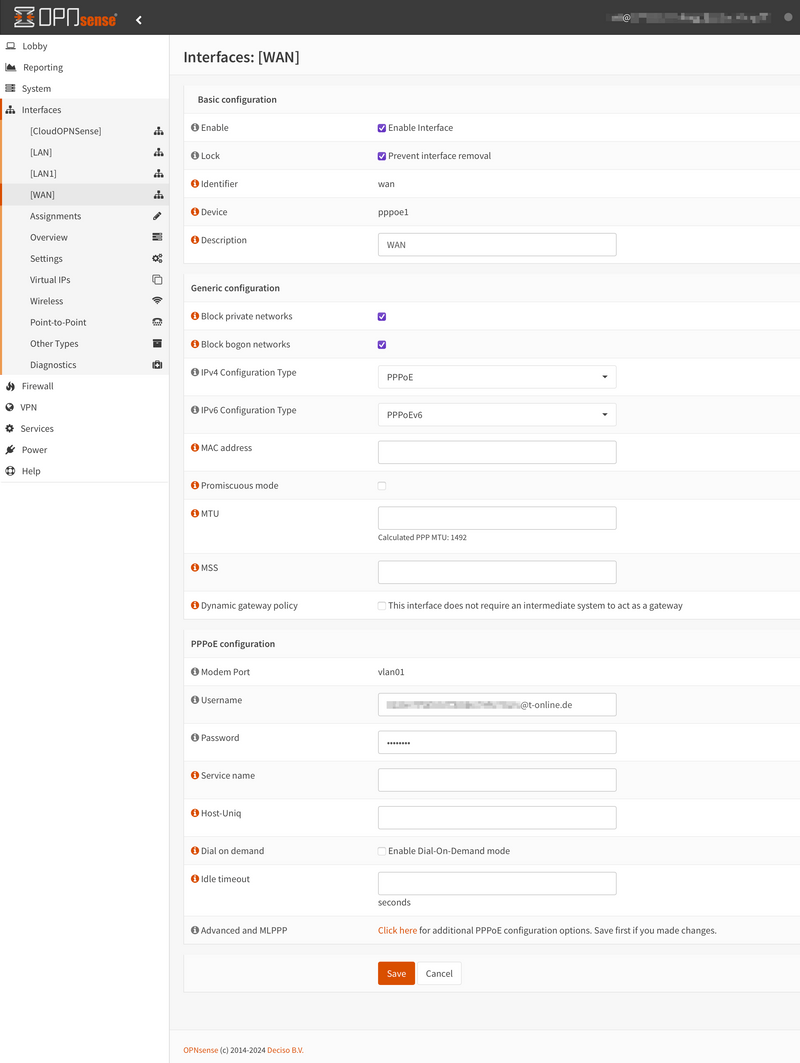 OPNsense
Lobby
Reporting
System
Interfaces
[CloudOPNSense]
[LAN]
[LAN1]
[WAN]
Assignments
Overview
Settings
Virtual IPs
Wireless
Point-to-Point
Other Types
Diagnostics
Firewall
VPN
Services
Power
Help
Interfaces: [WAN]
Basic configuration
Enable Enable Interface
Lock Prevent interface removal
Identifier wan
Device pppoe1
Description WAN
Generic configuration
Block private networks
Block bogon networks
IPv4 Configuration Type PPPoE
IPv6 Configuration Type PPPoEv6
MAC address
Promiscuous mode
MTU
Calculated PPP MTU: 1492
MSS
Dynamic gateway policy This interface does not require an intermediate system to act as a gateway
PPPoE configuration
Modem Port vlan01
Username @t-online.de
Password ••••••••
Service name
Host-Uniq
Dial on demand Enable Dial-On-Demand mode
Idle timeout
seconds
Advanced and MLPPP Click here for additional PPPoE configuration options. Save first if you made changes.
Save Cancel
OPNsense (c) 2014-2024 Deciso B.V.